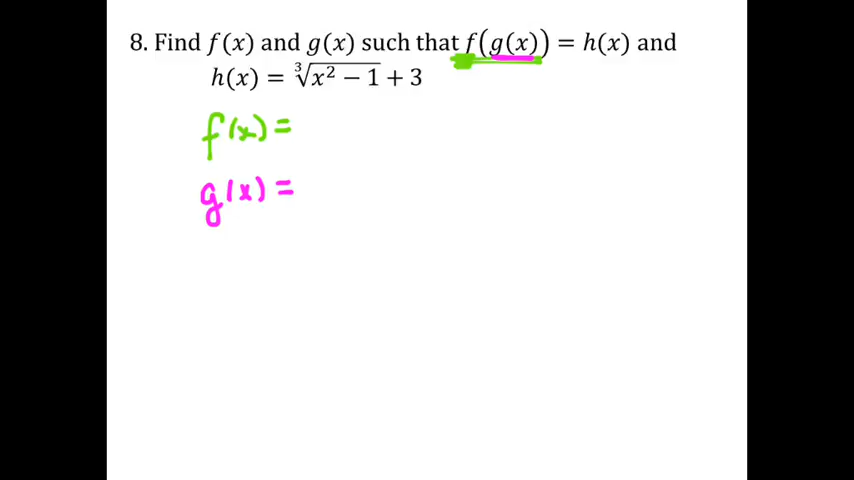 8. Find f(x) and g(x) such that f(g(x)) = h(x) and
h(x) = ∛(x² − 1) + 3
f(x) =
g(x) =